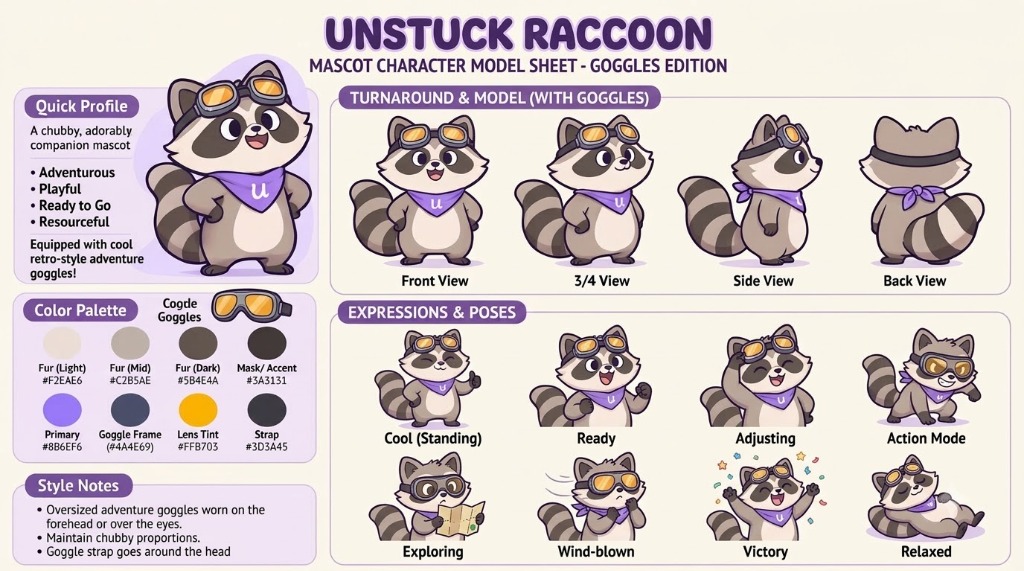 UNSTUCK RACCOON
MASCOT CHARACTER MODEL SHEET - GOGGLES EDITION
Quick Profile
A chubby, adorably
companion mascot
• Adventurous
• Playful
• Ready to Go
• Resourceful
Equipped with cool
retro-style adventure
goggles!
u
Color Palette
Cogtle
Goggles
Fur (Light)
#F2EAE6
Fur (Mid)
#C2B5AE
Fur (Dark)
#5B4E4A
Mask/ Accent
#3A3131
Primary
#8B6EF6
Goggle Frame
(#4A4E69)
Lens Tint
#FFB703
Strap
#3D3A45
Style Notes
• Oversized adventure goggles worn on the
forehead or over the eyes.
• Maintain chubby proportions.
• Goggle strap goes around the head
TURNAROUND & MODEL (WITH GOGGLES)
u
u
Front View
3/4 View
Side View
Back View
EXPRESSIONS & POSES
u
u
u
u
Cool (Standing)
Ready
Adjusting
Action Mode
Exploring
Wind-blown
Victory
Relaxed